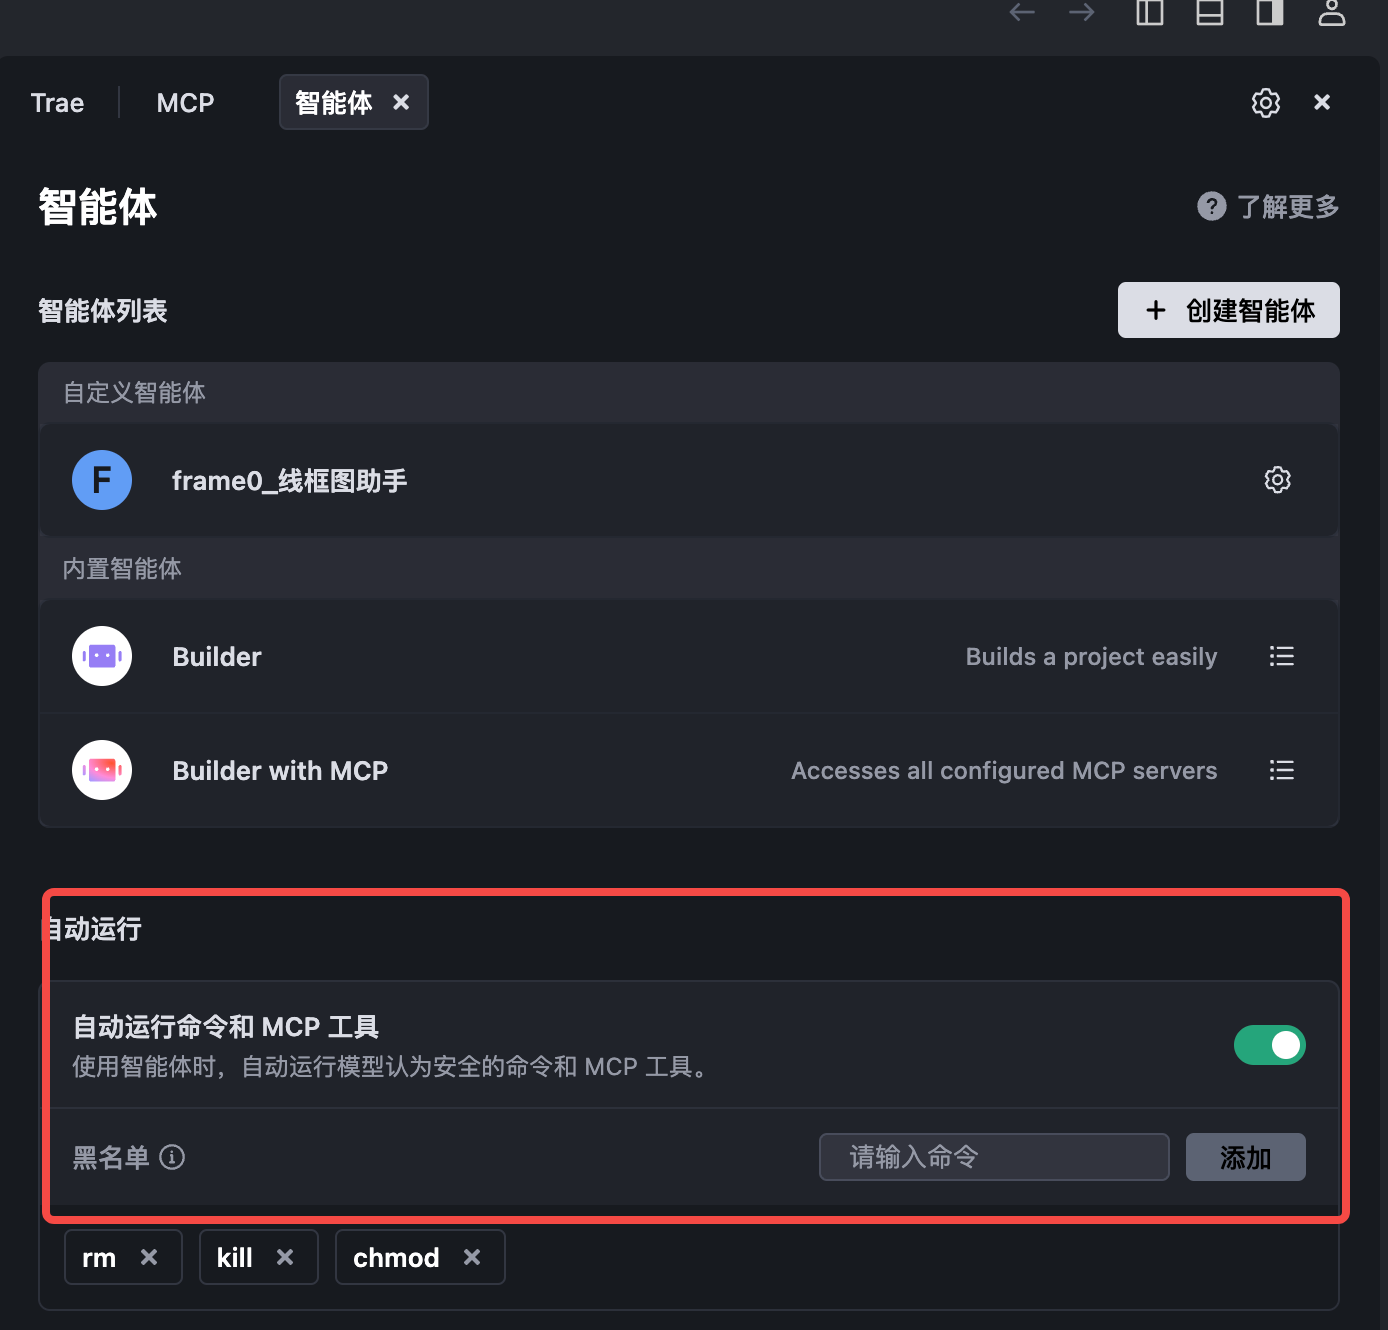 Trae
MCP
智能体
智能体
了解更多
智能体列表
创建智能体
自定义智能体
F
frame0_线框图助手
内置智能体
Builder
Builds a project easily
Builder with MCP
Accesses all configured MCP servers
自动运行
自动运行命令和 MCP 工具
使用智能体时，自动运行模型认为安全的命令和 MCP 工具。
黑名单
请输入命令
添加
rm
kill
chmod